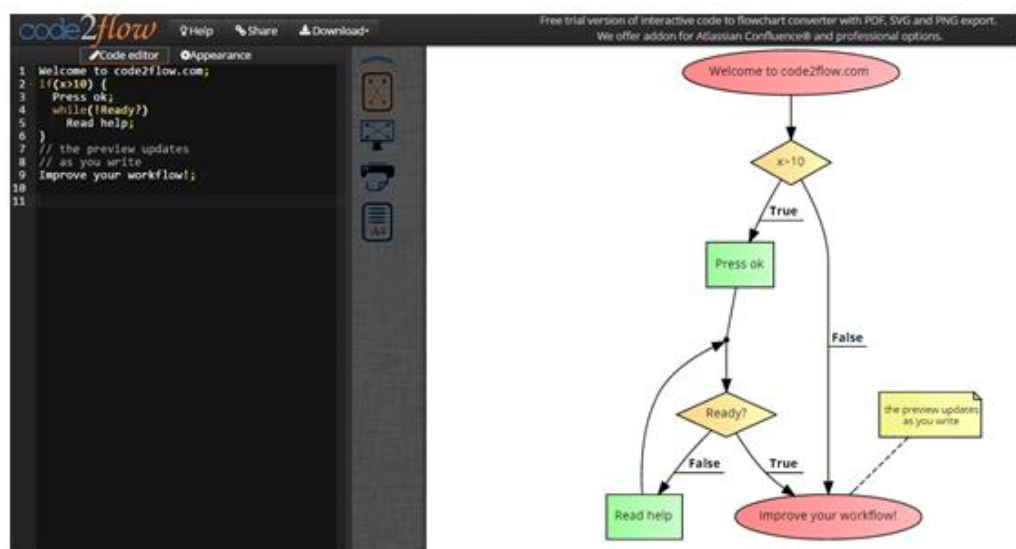 code2flow
Help
Share
Download
Free trial version of interactive code to flowchart converter with PDF, SVG and PNG export.
We offer addon for Atlassian Confluence® and professional options.
Code editor
Appearance
1 Welcome to code2flow.com;
2 if(x>10) {
3 Press ok;
4 while(!Ready?)
5 Read help;
6 }
7 // the preview updates
8 // as you write
9 Improve your workflow!;
10
11
A4
Welcome to code2flow.com
x>10
True
Press ok
False
Ready?
the preview updates
as you write
False
True
Read help
Improve your workflow!